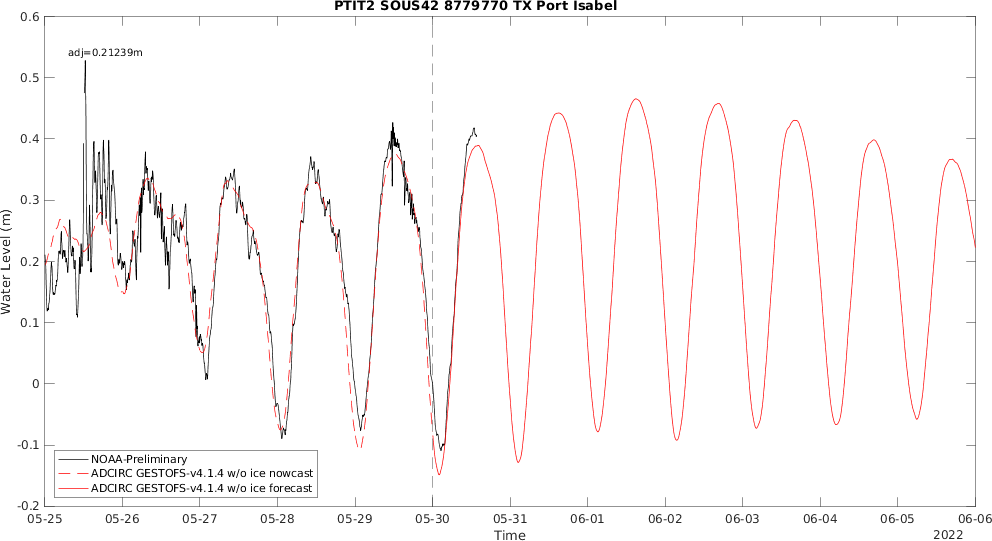 PTIT2 SOUS42 8779770 TX Port Isabel
adj=0.21239m
Water Level (m)
0.6
0.5
0.4
0.3
0.2
0.1
0
-0.1
-0.2
NOAA-Preliminary
ADCIRC GESTOFS-v4.1.4 w/o ice nowcast
ADCIRC GESTOFS-v4.1.4 w/o ice forecast
05-25 05-26 05-27 05-28 05-29 05-30 05-31 06-01 06-02 06-03 06-04 06-05 06-06
Time
2022